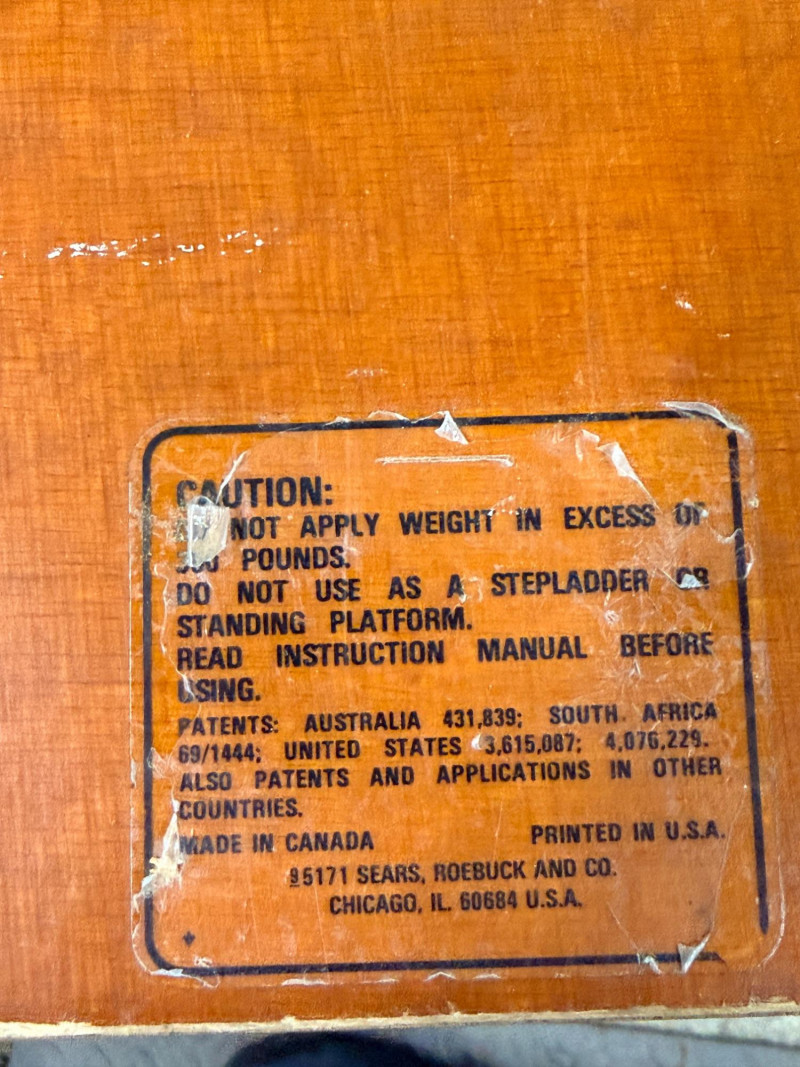 CAUTION:
NOT APPLY WEIGHT IN EXCESS OF
POUNDS.
DO NOT USE AS A STEPLADDER OR
STANDING PLATFORM.
READ INSTRUCTION MANUAL BEFORE
USING.
PATENTS: AUSTRALIA 431,839; SOUTH AFRICA
69/1444; UNITED STATES 3,615,087; 4,076,229.
ALSO PATENTS AND APPLICATIONS IN OTHER
COUNTRIES.
MADE IN CANADA PRINTED IN U.S.A.
95171 SEARS, ROEBUCK AND CO.
CHICAGO, IL. 60684 U.S.A.